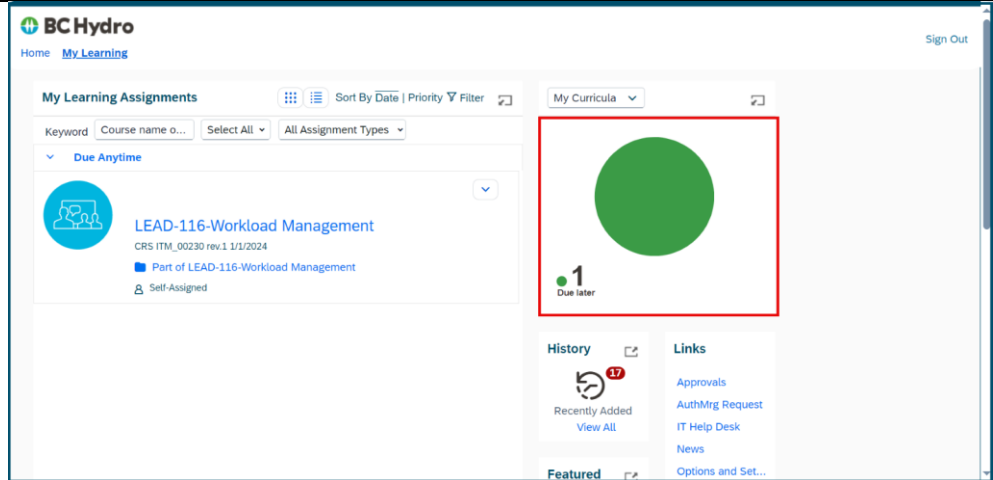 BC Hydro
Sign Out
Home My Learning
My Learning Assignments
Sort By Date | Priority Filter
Keyword Course name o... Select All All Assignment Types
Due Anytime
LEAD-116-Workload Management
CRS ITM_00230 rev.1 1/1/2024
Part of LEAD-116-Workload Management
Self-Assigned
My Curricula
1
Due later
History
17
Recently Added
View All
Featured
Links
Approvals
AuthMrg Request
IT Help Desk
News
Options and Set...